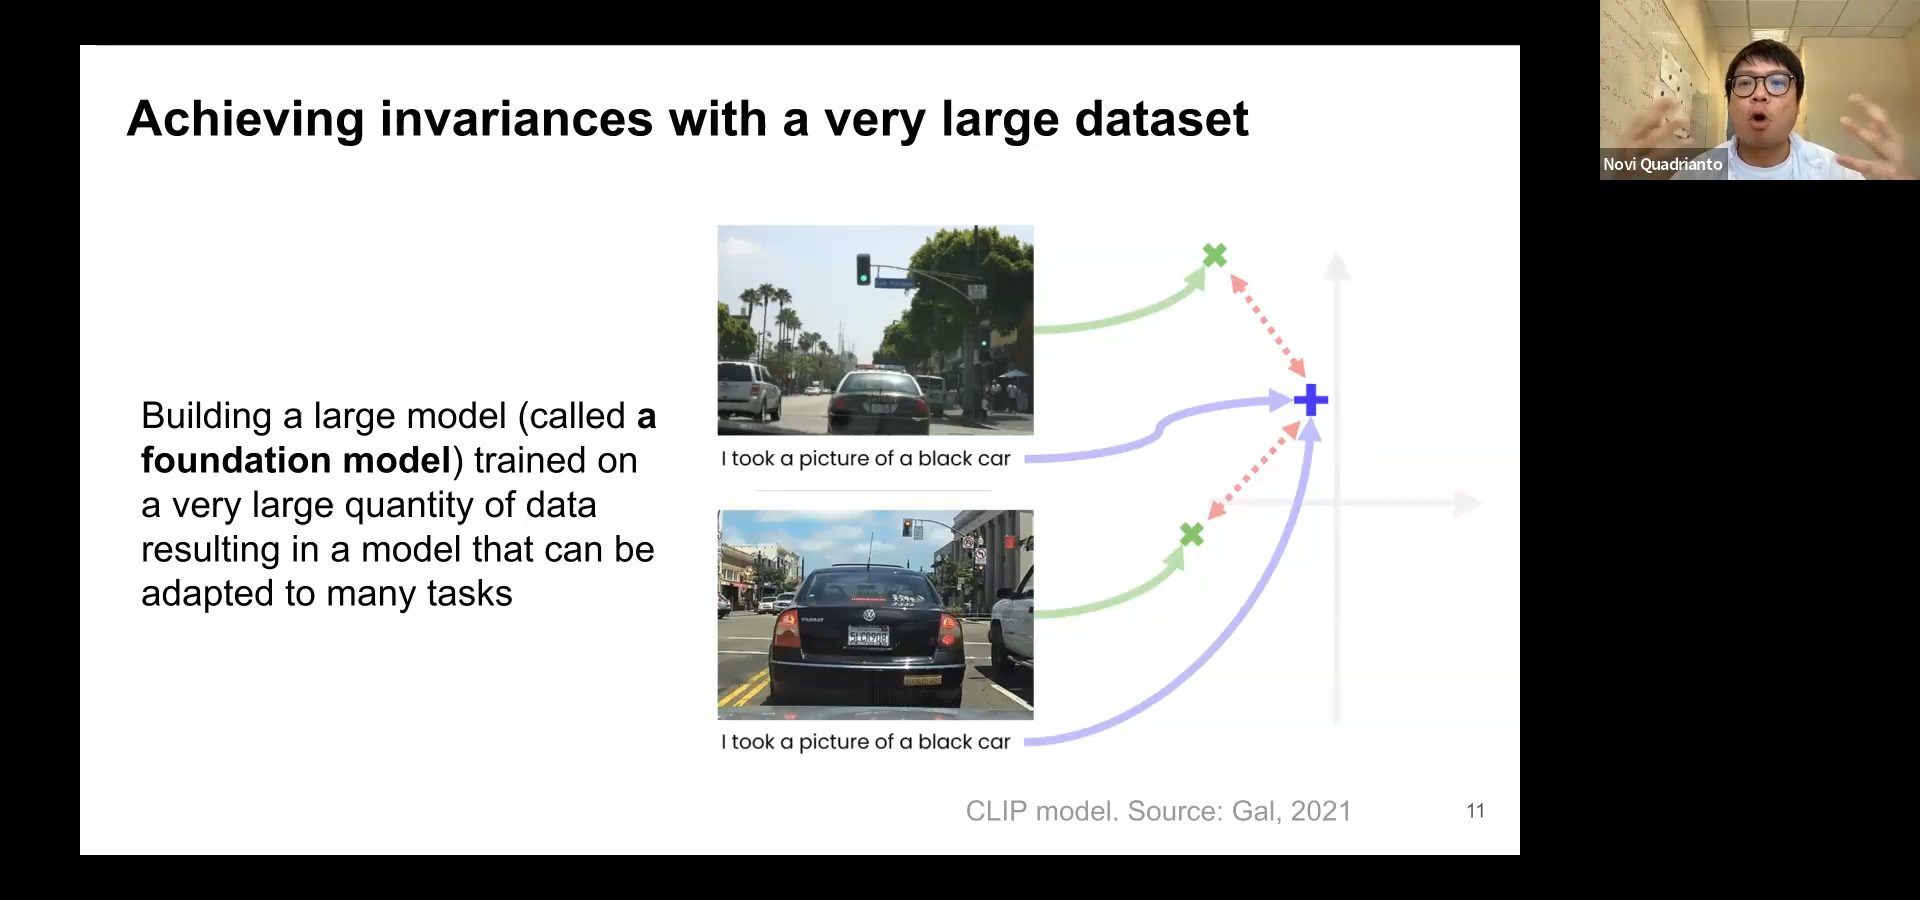 Achieving invariances with a very large dataset
Novi Quadrianto
Building a large model (called a
foundation model) trained on
a very large quantity of data
resulting in a model that can be
adapted to many tasks
I took a picture of a black car
PASSAT
5LCR908
I took a picture of a black car
CLIP model. Source: Gal, 2021
11